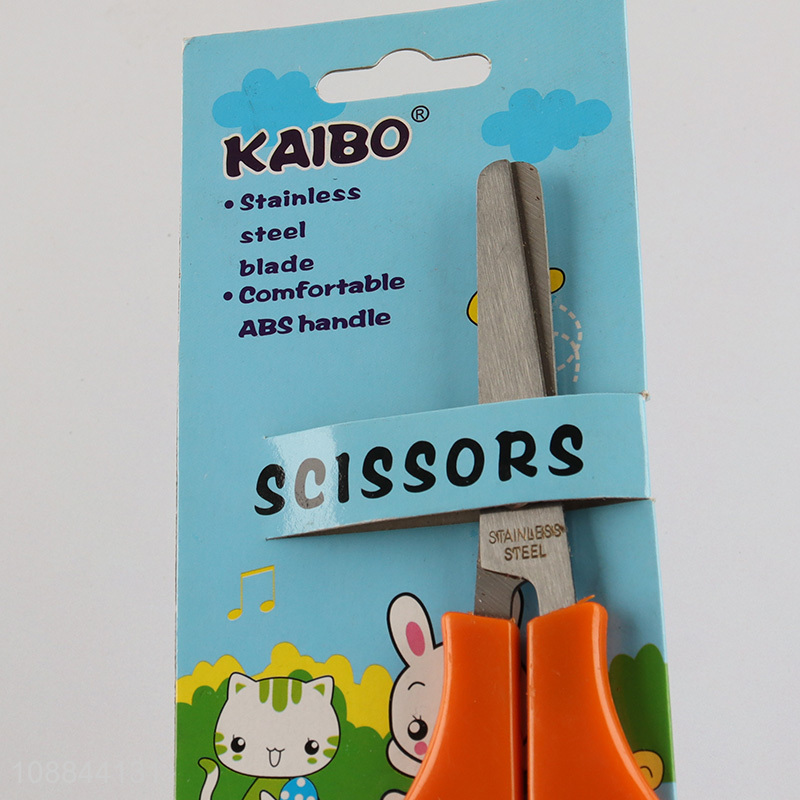 KAIBO®
• Stainless
steel
blade
• Comfortable
ABS handle
SCISSORS
STAINLESS
STEEL